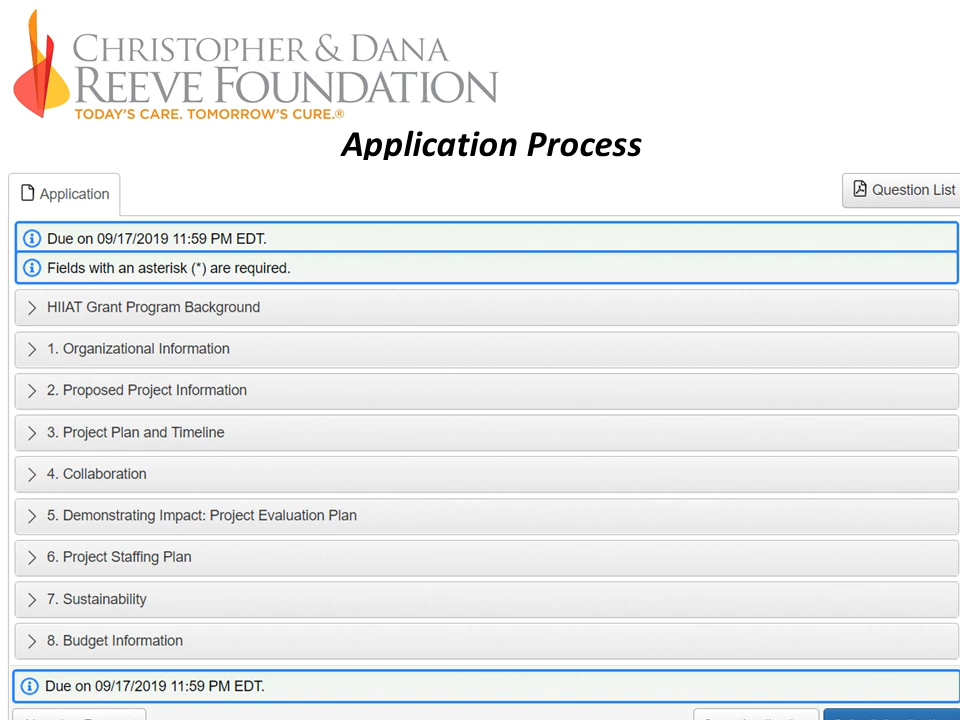 CHRISTOPHER & DANA
REEVE FOUNDATION
TODAY'S CARE. TOMORROW'S CURE.®
Application Process
Application
Question List
Due on 09/17/2019 11:59 PM EDT.
Fields with an asterisk (*) are required.
HIIAT Grant Program Background
1. Organizational Information
2. Proposed Project Information
3. Project Plan and Timeline
4. Collaboration
5. Demonstrating Impact: Project Evaluation Plan
6. Project Staffing Plan
7. Sustainability
8. Budget Information
Due on 09/17/2019 11:59 PM EDT.